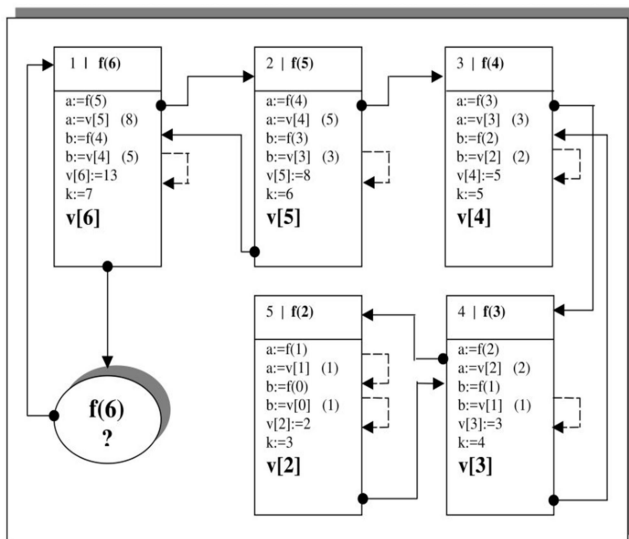 1 | f(6)
a:=f(5)
a:=v[5] (8)
b:=f(4)
b:=v[4] (5)
v[6]:=13
k:=7
v[6]
2 | f(5)
a:=f(4)
a:=v[4] (5)
b:=f(3)
b:=v[3] (3)
v[5]:=8
k:=6
v[5]
3 | f(4)
a:=f(3)
a:=v[3] (3)
b:=f(2)
b:=v[2] (2)
v[4]:=5
k:=5
v[4]
f(6)
?
5 | f(2)
a:=f(1)
a:=v[1] (1)
b:=f(0)
b:=v[0] (1)
v[2]:=2
k:=3
v[2]
4 | f(3)
a:=f(2)
a:=v[2] (2)
b:=f(1)
b:=v[1] (1)
v[3]:=3
k:=4
v[3]